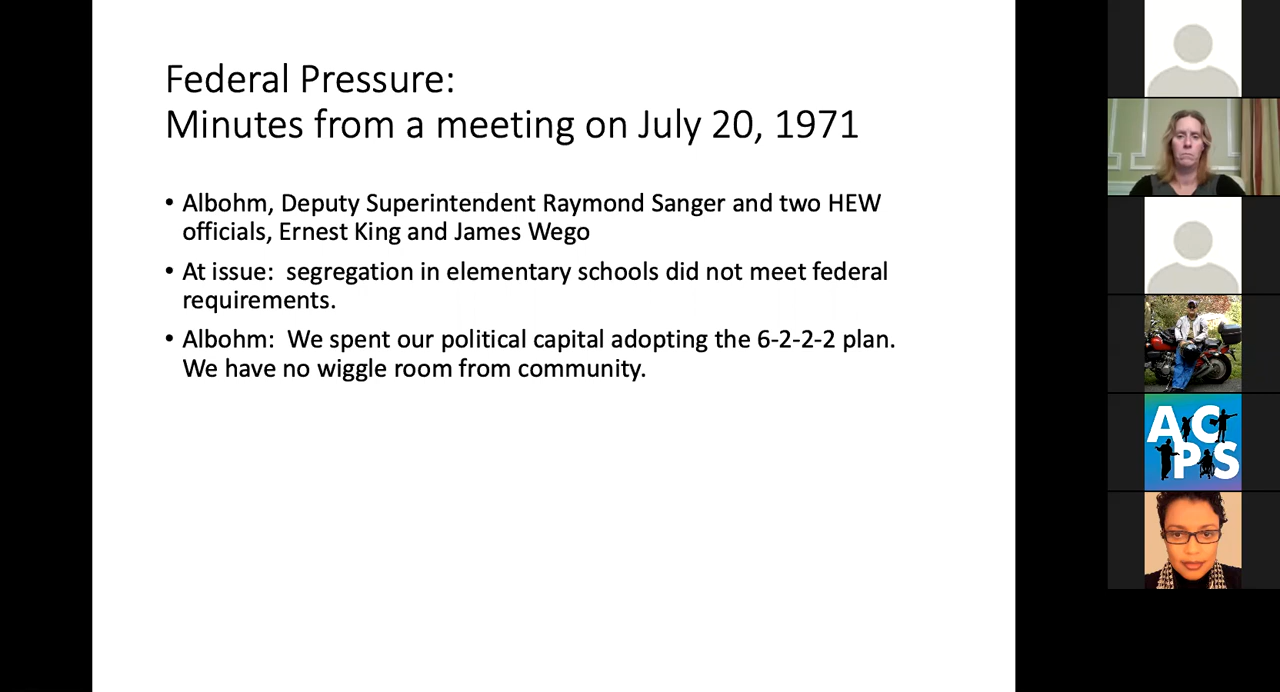 Federal Pressure:
Minutes from a meeting on July 20, 1971
• Albohm, Deputy Superintendent Raymond Sanger and two HEW
officials, Ernest King and James Wego
• At issue:  segregation in elementary schools did not meet federal
requirements.
• Albohm:  We spent our political capital adopting the 6-2-2-2 plan.
We have no wiggle room from community.
AC
PS